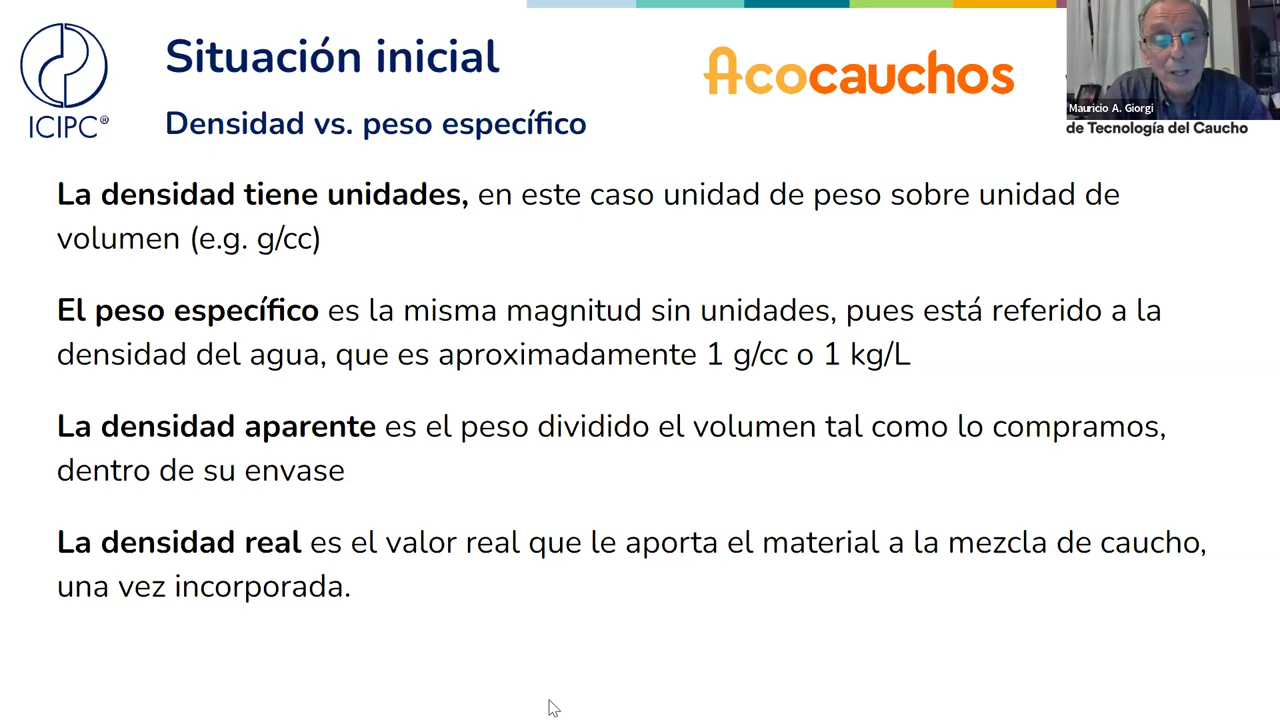 ICIPC®
Situación inicial
Densidad vs. peso específico
Acocauchos
Mauricio A. Giorgi
de Tecnología del Caucho
La densidad tiene unidades, en este caso unidad de peso sobre unidad de
volumen (e.g. g/cc)
El peso específico es la misma magnitud sin unidades, pues está referido a la
densidad del agua, que es aproximadamente 1 g/cc o 1 kg/L
La densidad aparente es el peso dividido el volumen tal como lo compramos,
dentro de su envase
La densidad real es el valor real que le aporta el material a la mezcla de caucho,
una vez incorporada.